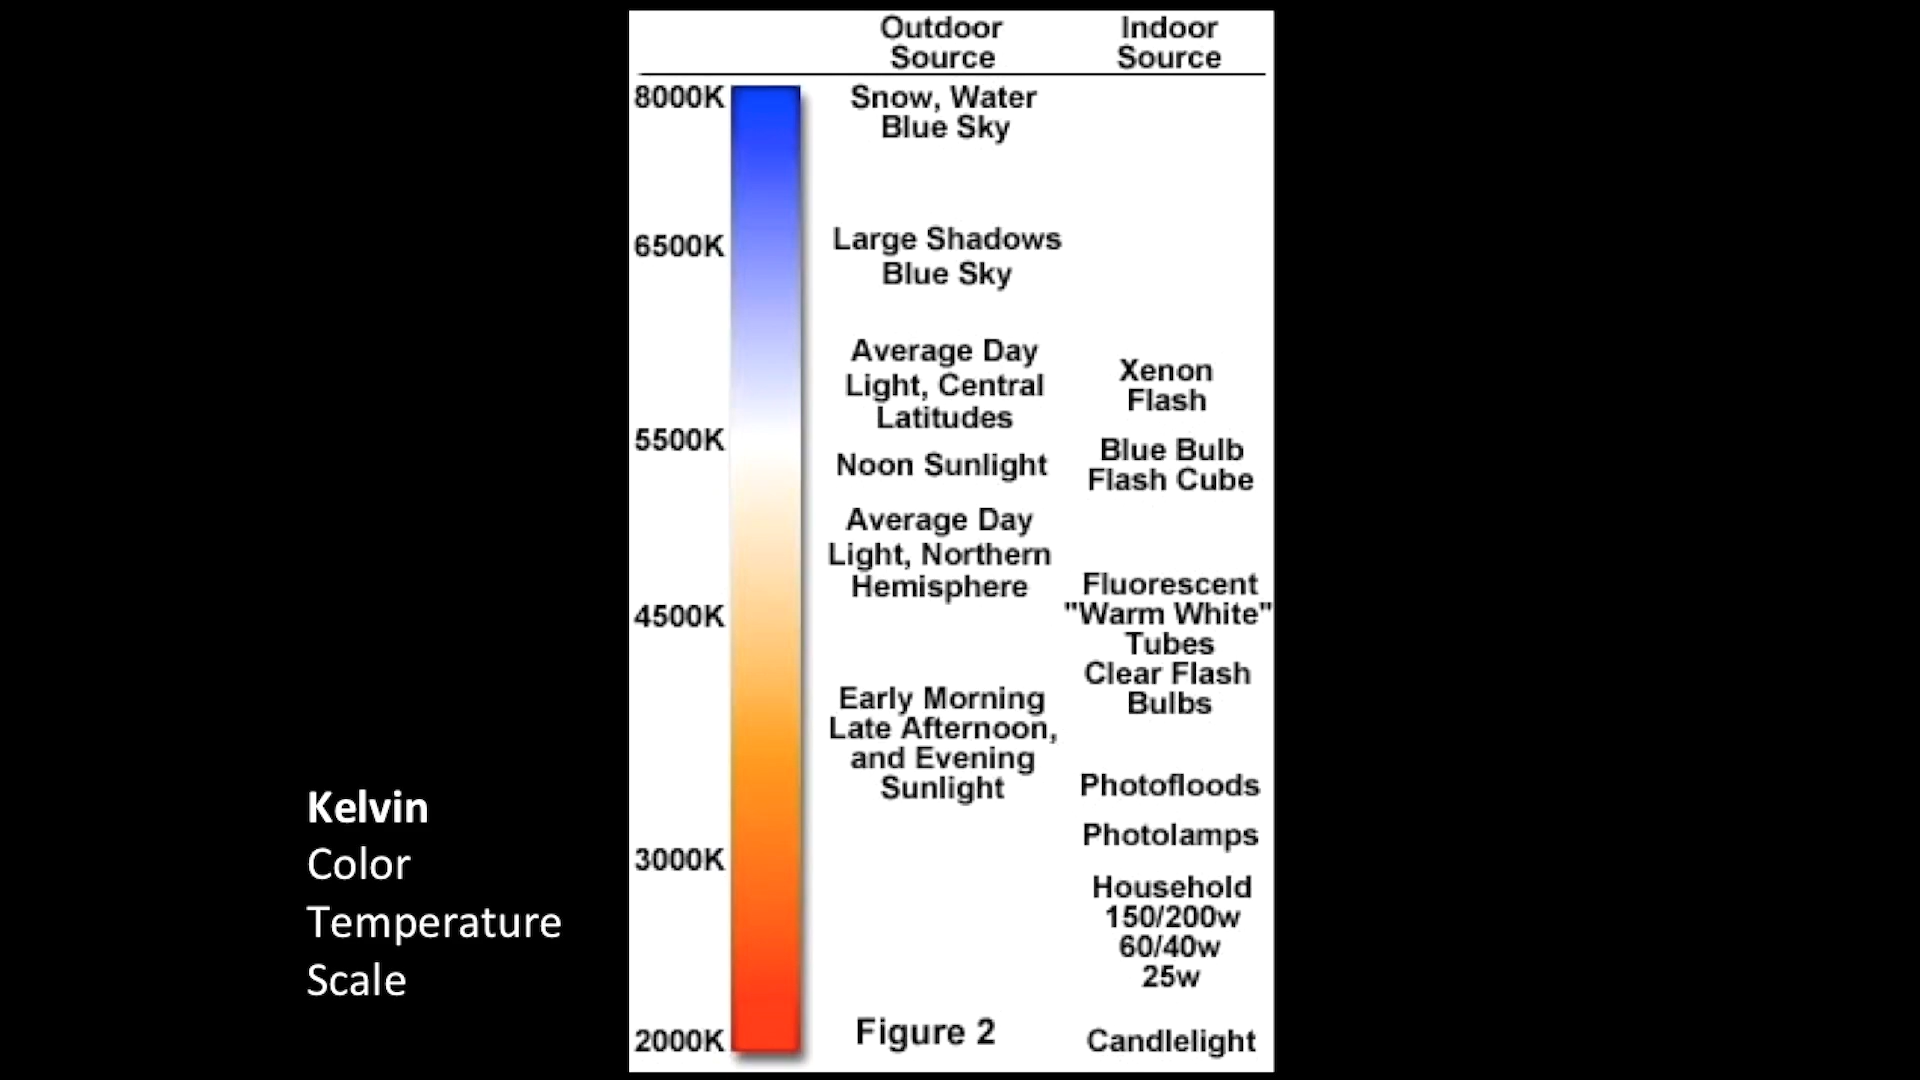 Outdoor
Source
Indoor
Source
8000K
Snow, Water
Blue Sky
6500K
Large Shadows
Blue Sky
Average Day
Light, Central
Latitudes
Xenon
Flash
5500K
Noon Sunlight
Blue Bulb
Flash Cube
Average Day
Light, Northern
Hemisphere
4500K
Fluorescent
"Warm White"
Tubes
Clear Flash
Bulbs
Early Morning
Late Afternoon,
and Evening
Sunlight
Photofloods
Photolamps
3000K
Household
150/200w
60/40w
25w
2000K
Figure 2
Candlelight
Kelvin
Color
Temperature
Scale